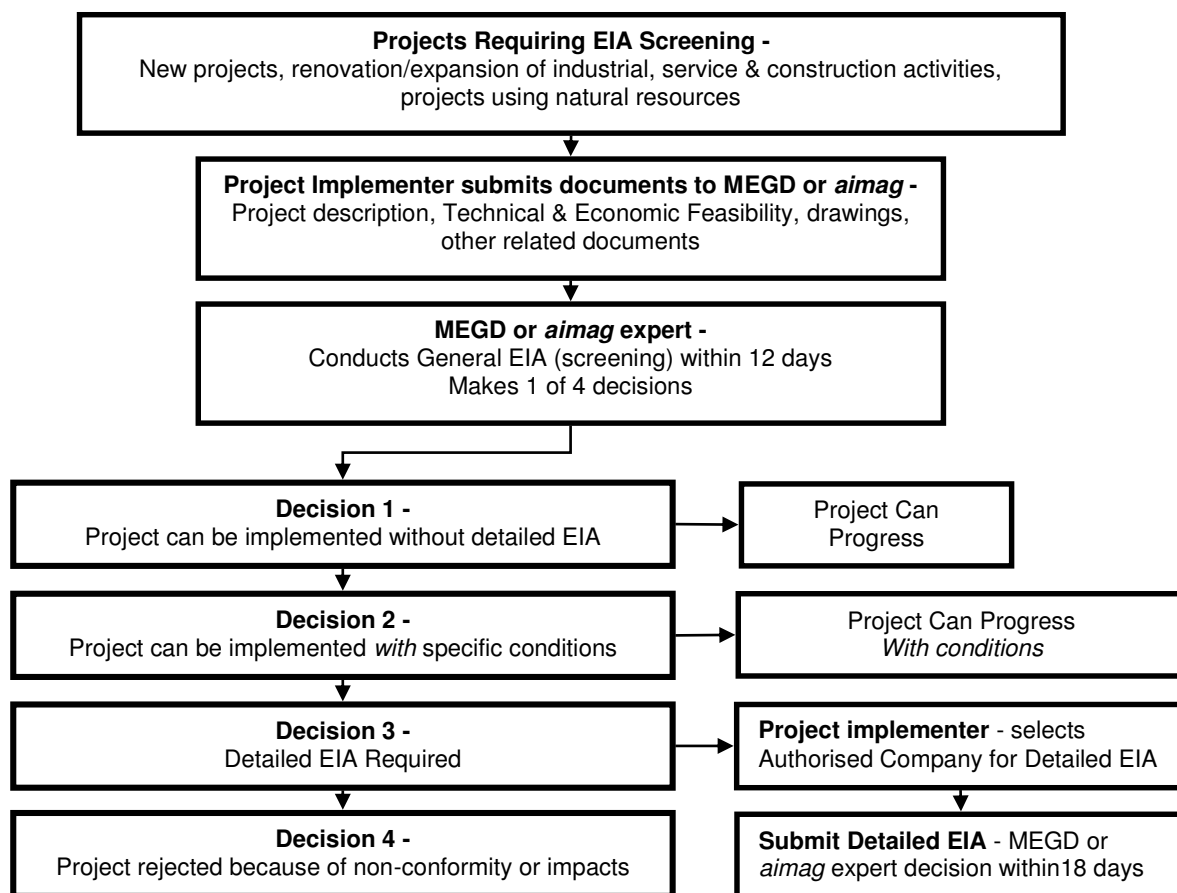 Projects Requiring EIA Screening -
New projects, renovation/expansion of industrial, service & construction activities,
projects using natural resources
Project Implementer submits documents to MEGD or aimag -
Project description, Technical & Economic Feasibility, drawings,
other related documents
MEGD or aimag expert -
Conducts General EIA (screening) within 12 days
Makes 1 of 4 decisions
Decision 1 -
Project can be implemented without detailed EIA
Project Can
Progress
Decision 2 -
Project can be implemented with specific conditions
Project Can Progress
With conditions
Decision 3 -
Detailed EIA Required
Project implementer - selects
Authorised Company for Detailed EIA
Decision 4 -
Project rejected because of non-conformity or impacts
Submit Detailed EIA - MEGD or
aimag expert decision within18 days